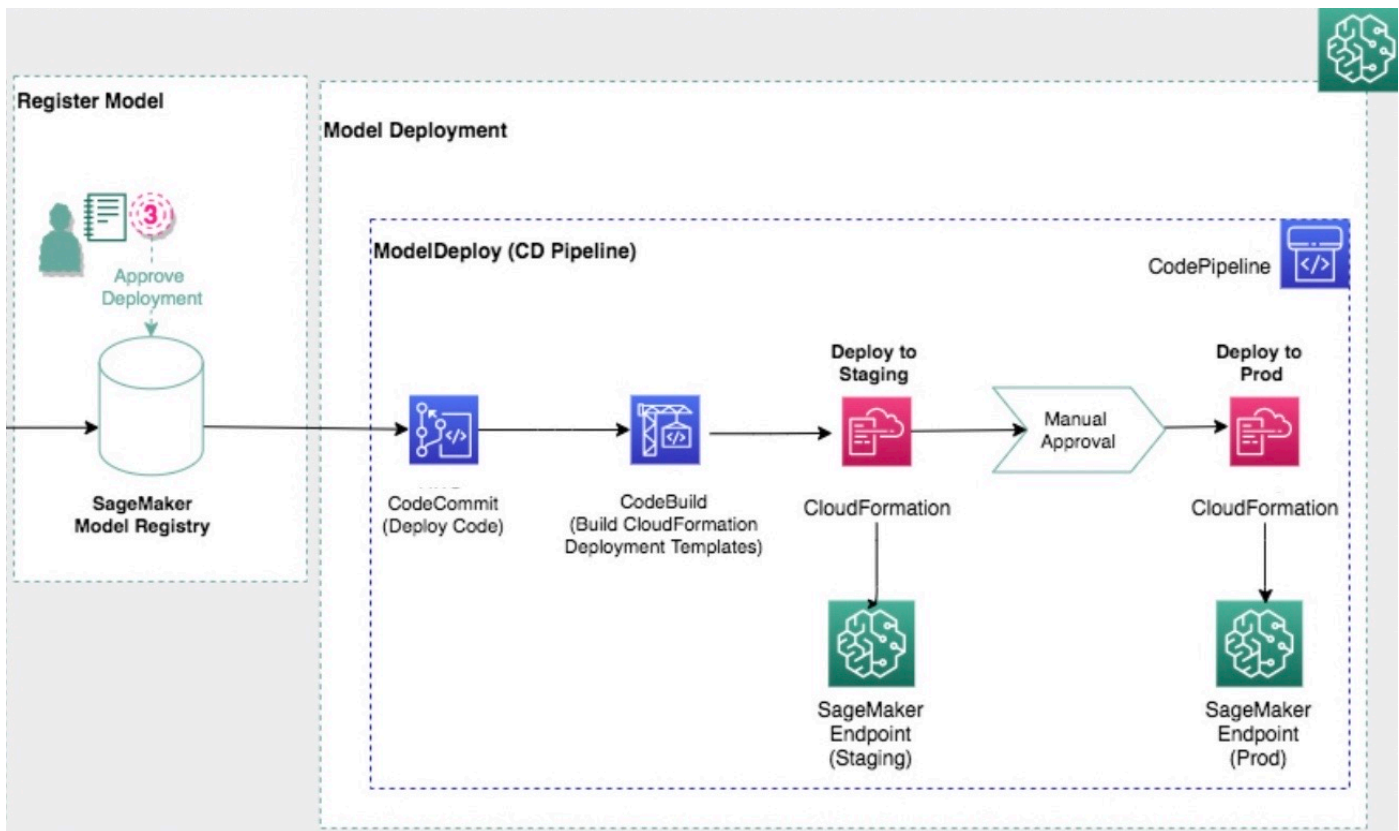 Register Model
3
Approve
Deployment
SageMaker
Model Registry
Model Deployment
ModelDeploy (CD Pipeline)
CodePipeline
CodeCommit
(Deploy Code)
CodeBuild
(Build CloudFormation
Deployment Templates)
Deploy to
Staging
CloudFormation
SageMaker
Endpoint
(Staging)
Manual
Approval
Deploy to
Prod
CloudFormation
SageMaker
Endpoint
(Prod)